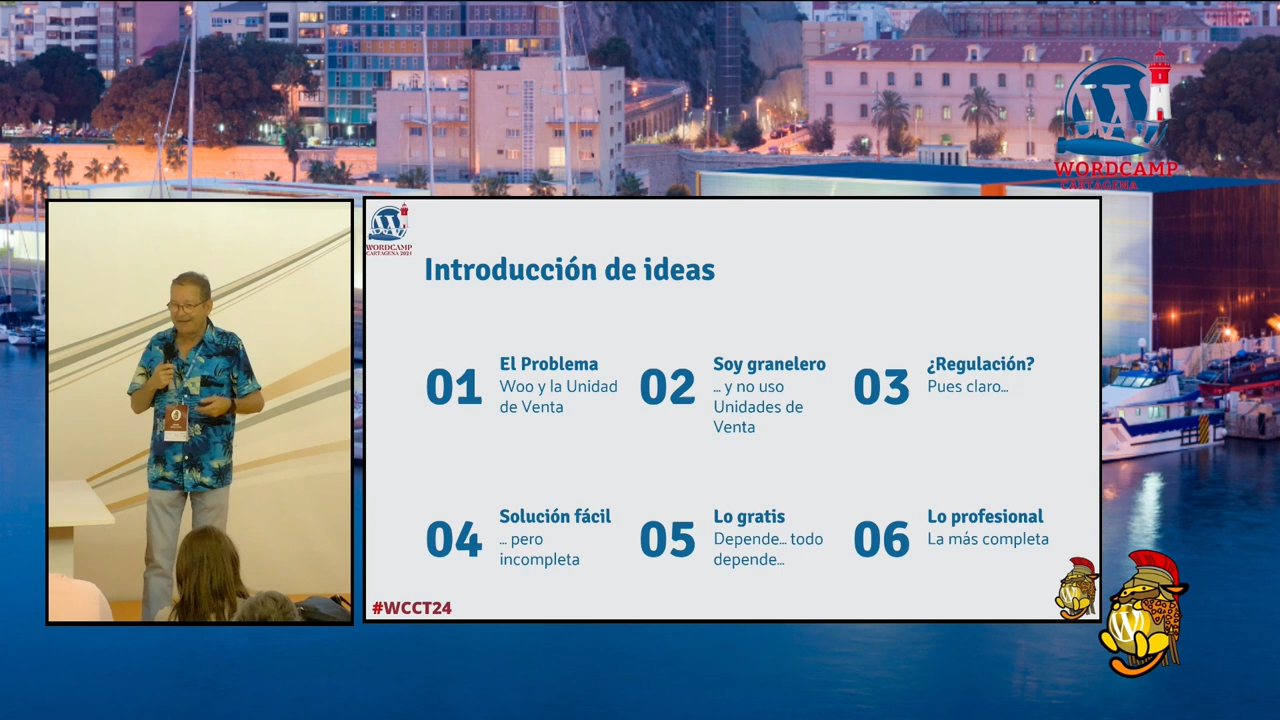 WORDCAMP
CARTAGENA
WORDCAMP
CARTAGENA 2024
Introducción de ideas
01
El Problema
Woo y la Unidad
de Venta
02
Soy granelero
... y no uso
Unidades de
Venta
03
¿Regulación?
Pues claro...
04
Solución fácil
... pero
incompleta
05
Lo gratis
Depende... todo
depende...
06
Lo profesional
La más completa
#WCCT24